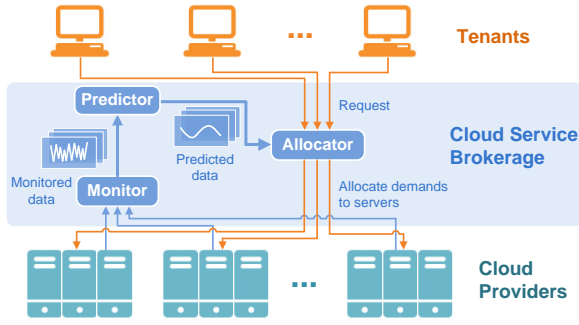 Tenants
Predictor
Request
Cloud Service
Brokerage
Allocator
Predicted
data
Monitored
data
Monitor
Allocate demands
to servers
Cloud
Providers